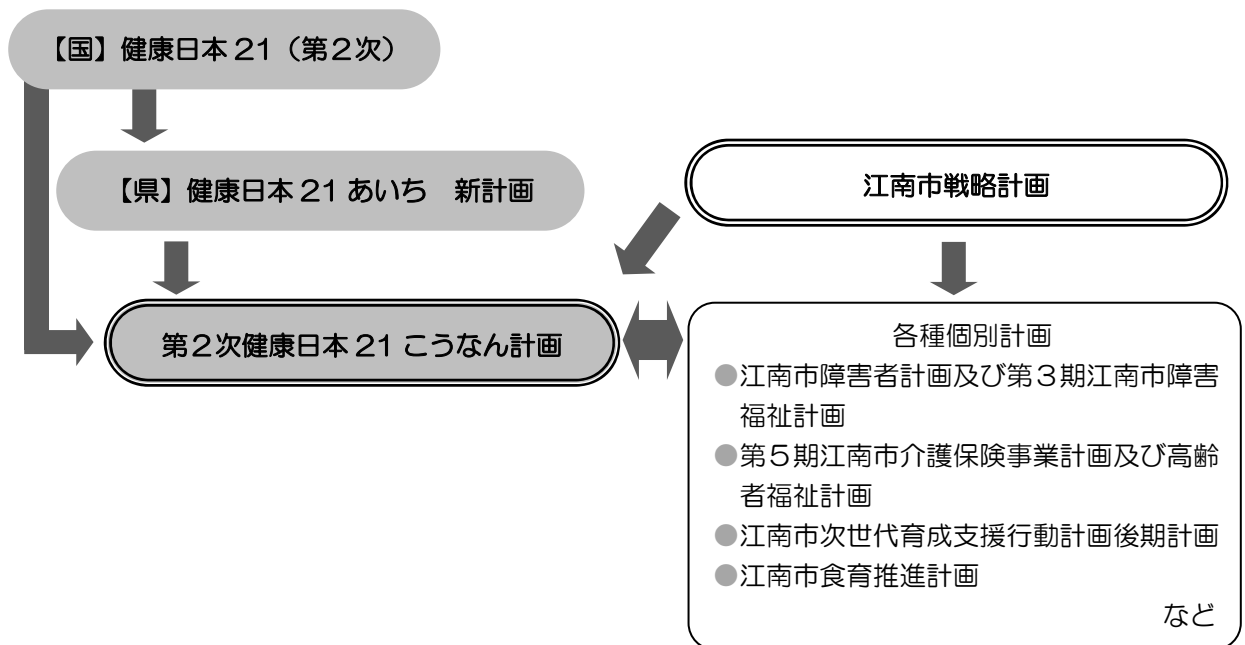 【国】健康日本21（第２次）
【県】健康日本21あいち　新計画
江南市戦略計画
第２次健康日本21こうなん計画
各種個別計画
●江南市障害者計画及び第３期江南市障害
福祉計画
●第５期江南市介護保険事業計画及び高齢
者福祉計画
●江南市次世代育成支援行動計画後期計画
●江南市食育推進計画
など